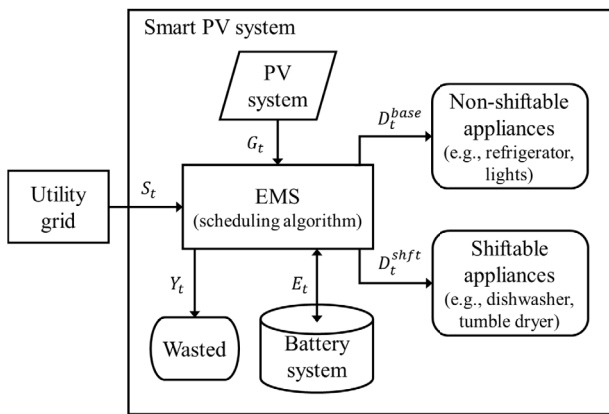 Smart PV system
PV
system
G_t
D_t^{base}
Non-shiftable
appliances
(e.g., refrigerator,
lights)
Utility
grid
S_t
EMS
(scheduling algorithm)
D_t^{shft}
Shiftable
appliances
(e.g., dishwasher,
tumble dryer)
Y_t
E_t
Wasted
Battery
system